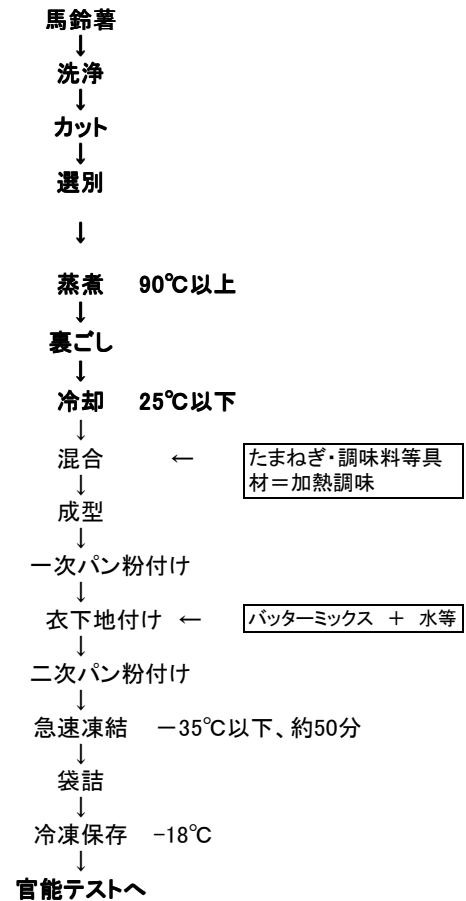 馬鈴薯
↓
洗浄
↓
カット
↓
選別
↓
蒸煮 90℃以上
↓
裏ごし
↓
冷却 25℃以下
↓
混合 ← たまねぎ・調味料等具
材=加熱調味
↓
成型
↓
一次パン粉付け
↓
衣下地付け ← バッターミックス + 水等
↓
二次パン粉付け
↓
急速凍結 －35℃以下、約50分
↓
袋詰
↓
冷凍保存 -18℃
↓
官能テストへ